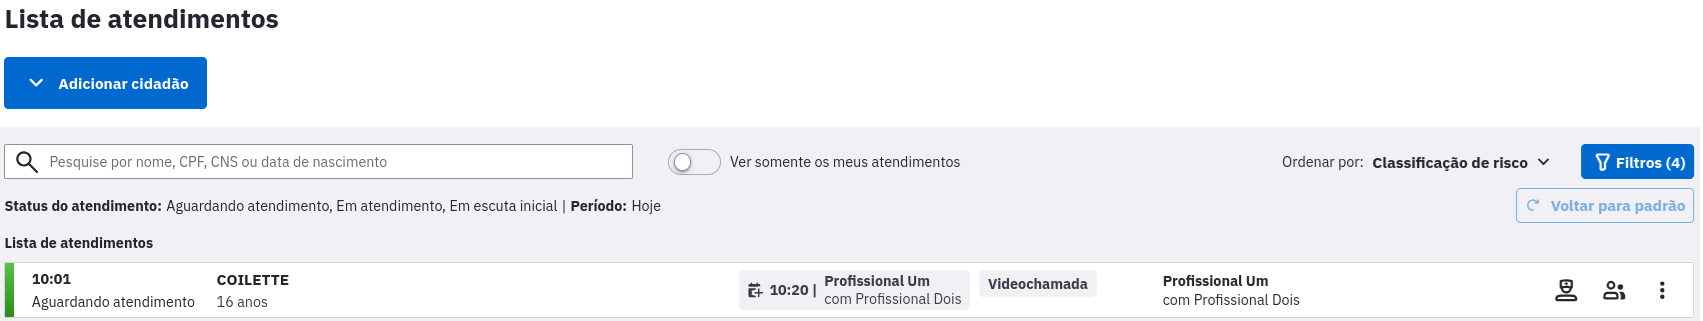 Lista de atendimentos
Adicionar cidadão
Pesquise por nome, CPF, CNS ou data de nascimento
Ver somente os meus atendimentos
Ordenar por: Classificação de risco
Filtros (4)
Status do atendimento: Aguardando atendimento, Em atendimento, Em escuta inicial | Período: Hoje
Voltar para padrão
Lista de atendimentos
10:01
Aguardando atendimento
COILETTE
16 anos
10:20 |
Profissional Um
com Profissional Dois
Videochamada
Profissional Um
com Profissional Dois